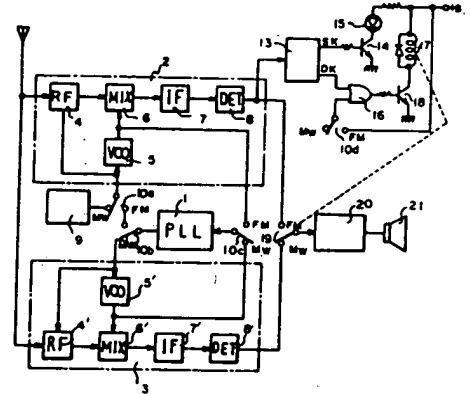 +B
15
14
17
13
SK
DK
16
18
MW
FM
10d
2
RF
MIX
IF
DET
4
6
7
8
VCO
5
9
MW
10a
FM
1
PLL
10b
FM
10c
MW
FM
19
MW
20
21
VCO
5'
RF
MIX
IF
DET
4'
6'
7'
8'
3